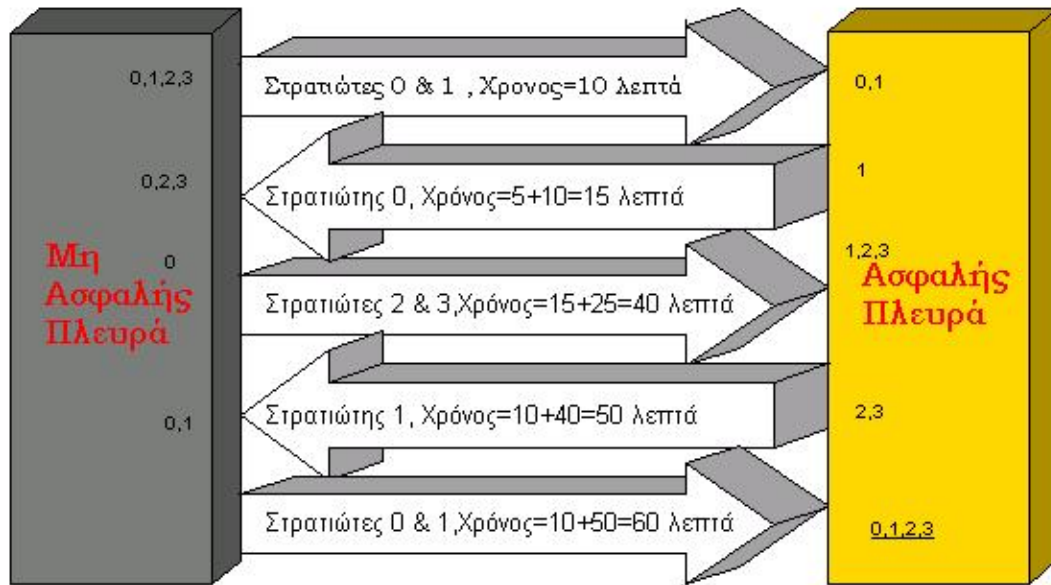 0,1,2,3
Στρατιώτες 0 & 1 , Χρονος=10 λεπτά
0,1
0,2,3
Στρατιώτης 0, Χρόνος=5+10=15 λεπτά
1
Μη
Ασφαλής
Πλευρά
0
Στρατιώτες 2 & 3,Χρόνος=15+25=40 λεπτά
1,2,3
Ασφαλής
Πλευρά
0,1
Στρατιώτης 1, Χρόνος=10+40=50 λεπτά
2,3
Στρατιώτες 0 & 1,Χρόνος=10+50=60 λεπτά
0,1,2,3